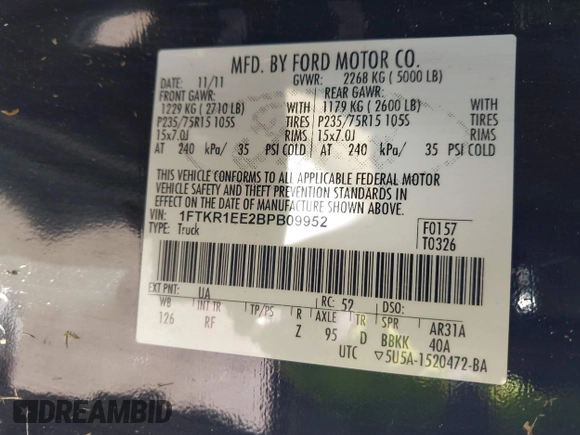 MFD. BY FORD MOTOR CO.
DATE: 11/11 GVWR: 2268 KG ( 5000 LB)
FRONT GAWR: REAR GAWR:
1229 KG ( 2710 LB) WITH 1179 KG ( 2600 LB) WITH
P235/75R15 105S TIRES P235/75R15 105S TIRES
15x7.0J RIMS 15x7.0J RIMS
AT 240 kPa/ 35 PSI COLD AT 240 kPa/ 35 PSI COLD
THIS VEHICLE CONFORMS TO ALL APPLICABLE FEDERAL MOTOR
VEHICLE SAFETY AND THEFT PREVENTION STANDARDS IN
EFFECT ON THE DATE OF MANUFACTURE SHOWN ABOVE.
VIN: 1FTKR1EE2BPB09952 F0157
TYPE: Truck T0326
EXT PNT: UA RC: 52 DSO:
WB INT TR TP/PS R AXLE TR SPR AR31A
126 RF Z 95 D BBKK 40A
UTC ▽5U5A-1520472-BA
DREAMBID